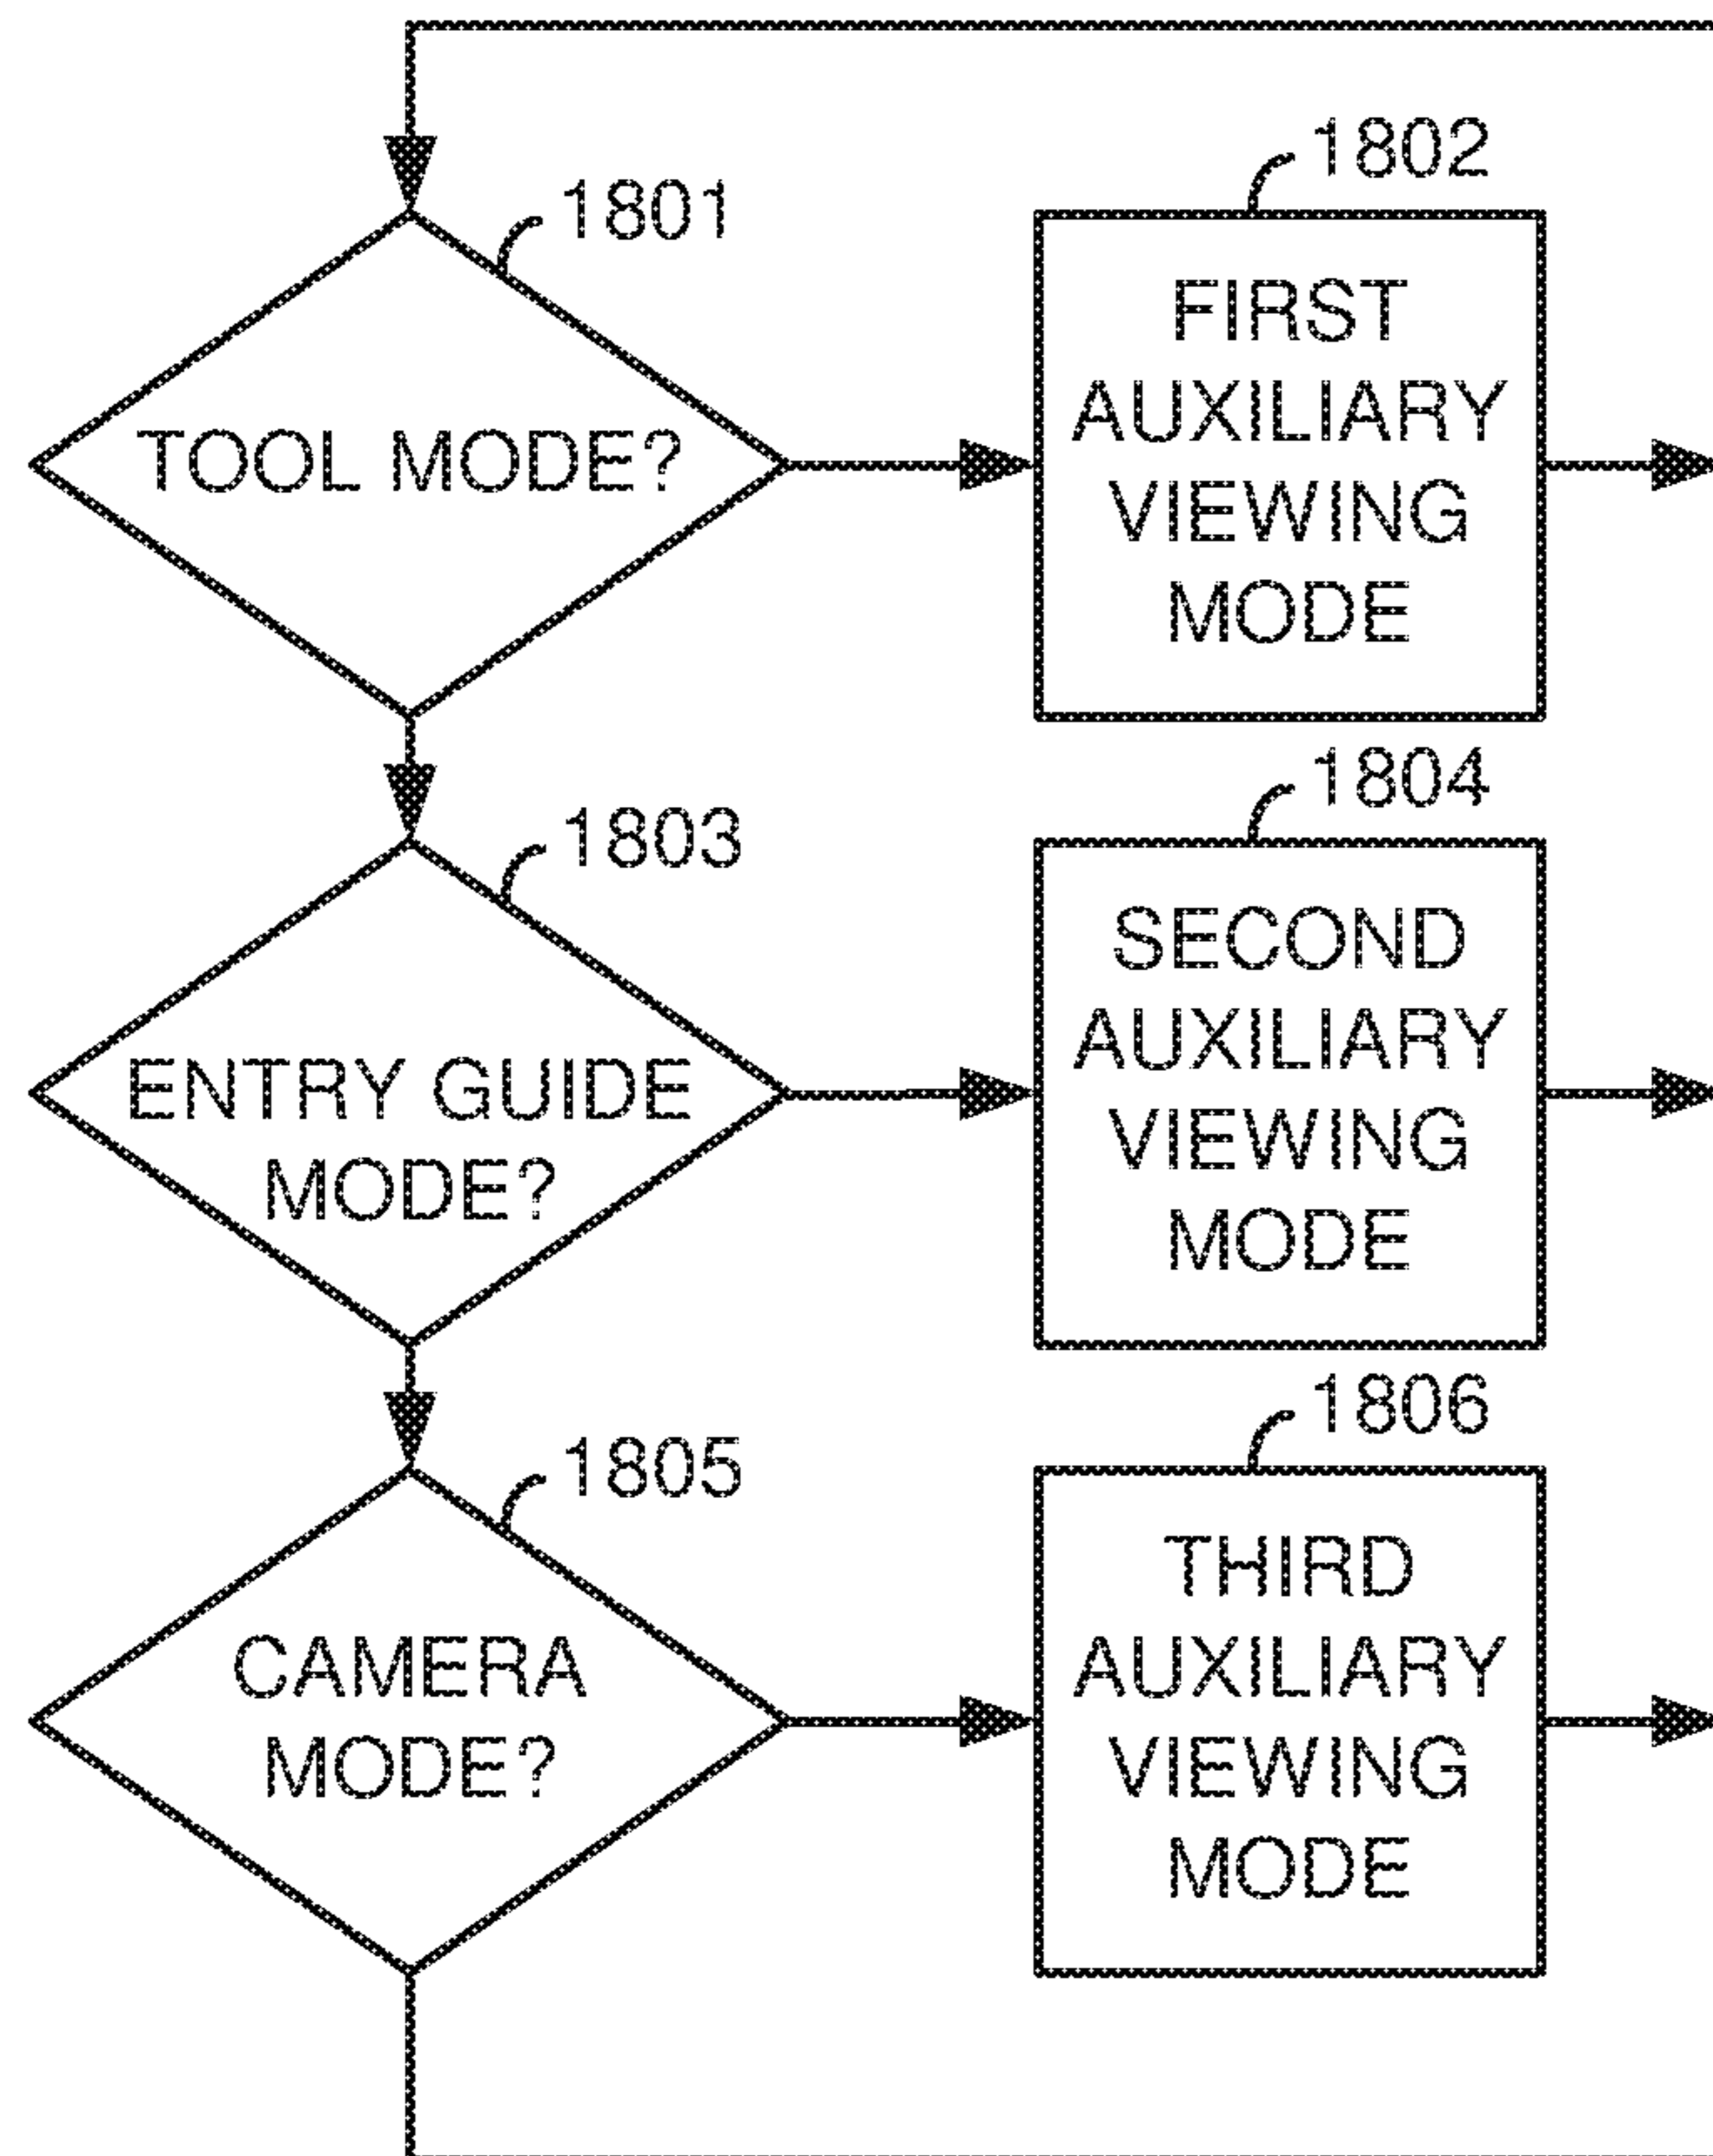 1801
TOOL MODE?
1802
FIRST
AUXILIARY
VIEWING
MODE
1803
ENTRY GUIDE
MODE?
1804
SECOND
AUXILIARY
VIEWING
MODE
1805
CAMERA
MODE?
1806
THIRD
AUXILIARY
VIEWING
MODE